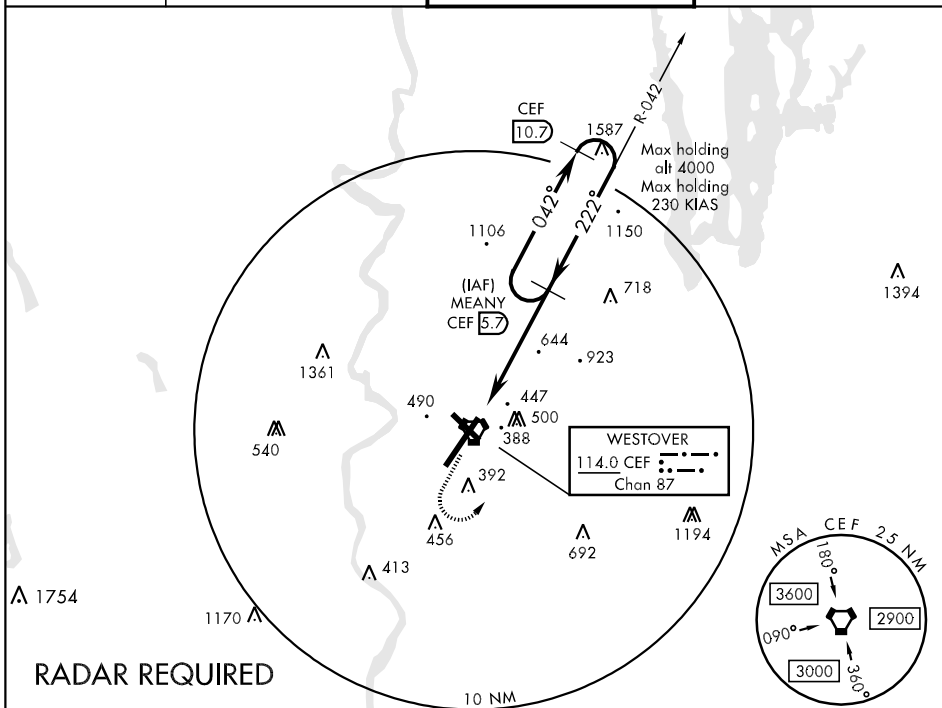 CEF
10.7
1587
R-042
Max holding
alt 4000
Max holding
230 KIAS
042°
222°
1106
1150
(IAF)
MEANY
CEF 5.7
718
1394
644
923
1361
490
447
500
388
540
WESTOVER
114.0 CEF
Chan 87
392
456
692
1194
413
1754
1170
MSA CEF 25 NM
180°
3600
2900
090°
3000
360°
RADAR REQUIRED
10 NM